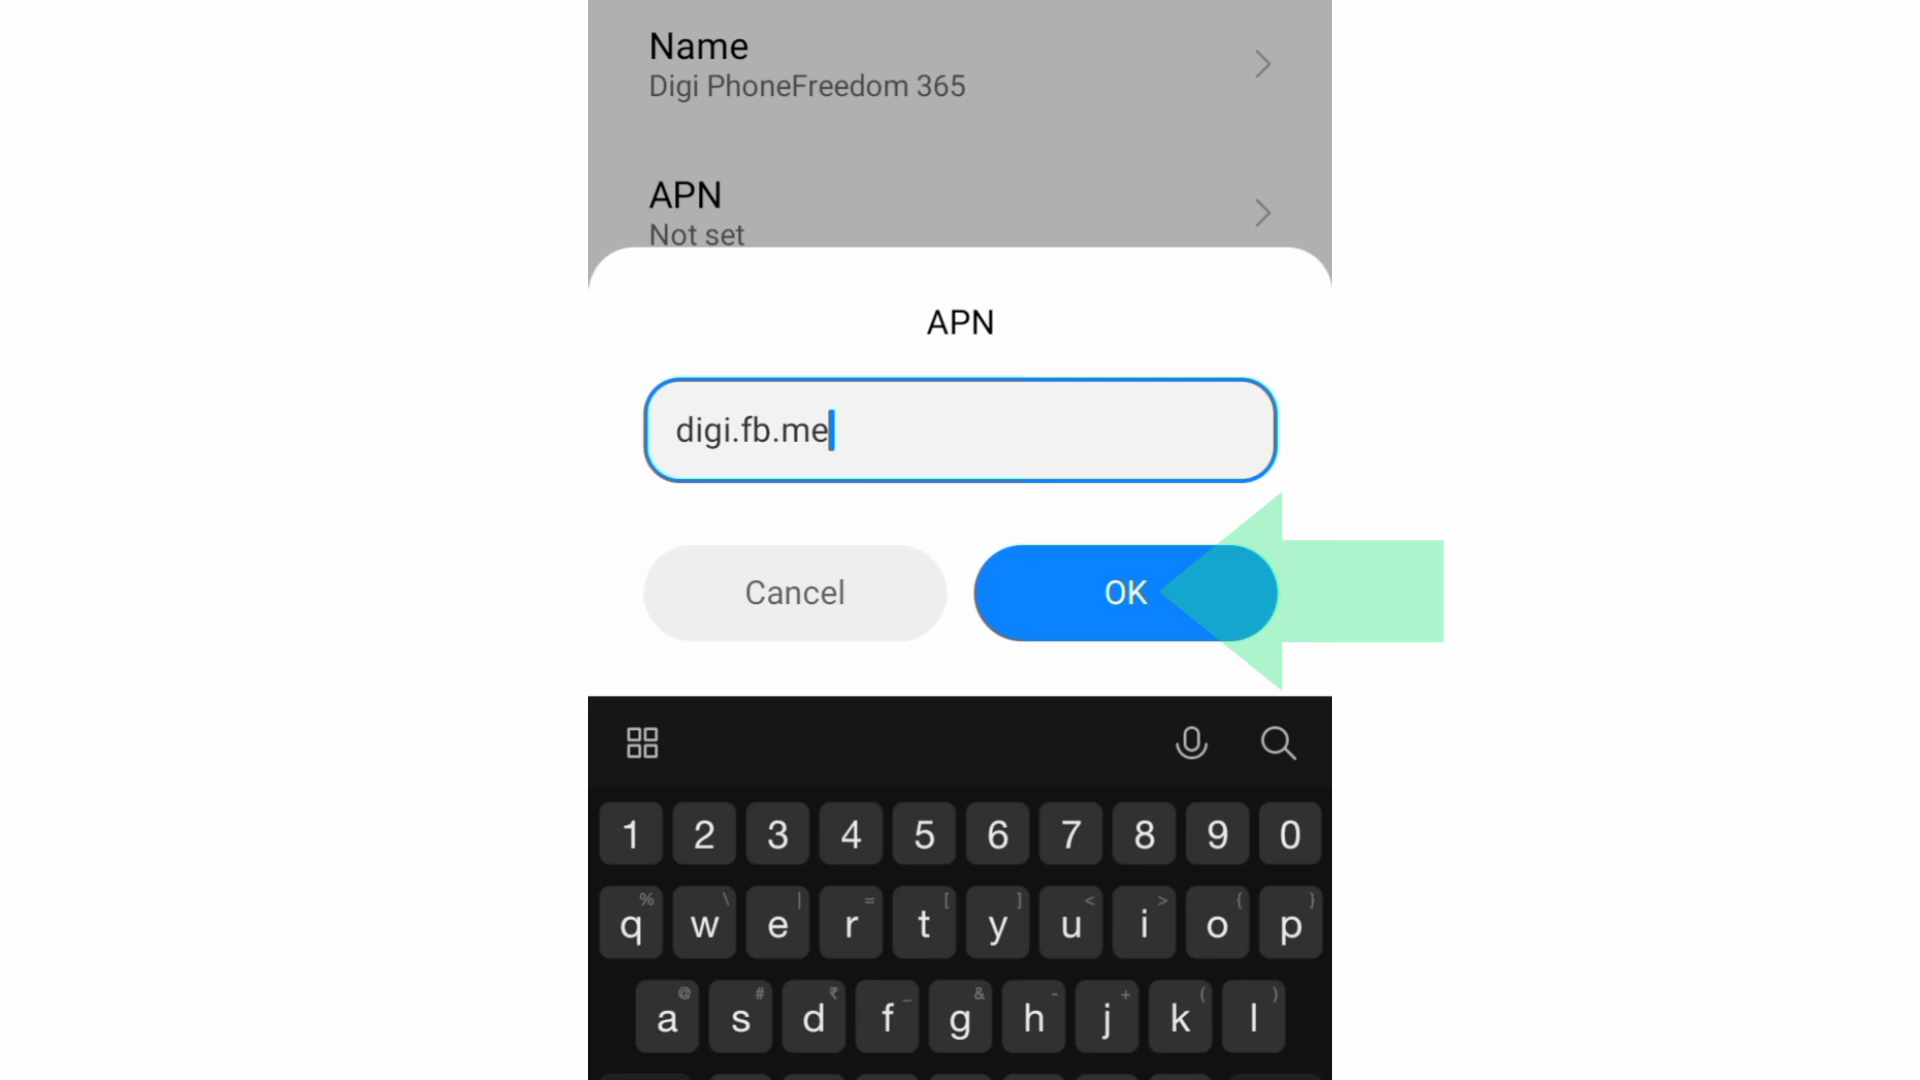 Name
Digi PhoneFreedom 365
APN
Not set
APN
digi.fb.me
Cancel OK
1 2 3 4 5 6 7 8 9 0
% \ | = [ ] < > { }
q w e r t y u i o p
@ # ₹ _ & - + ( )
a s d f g h j k l